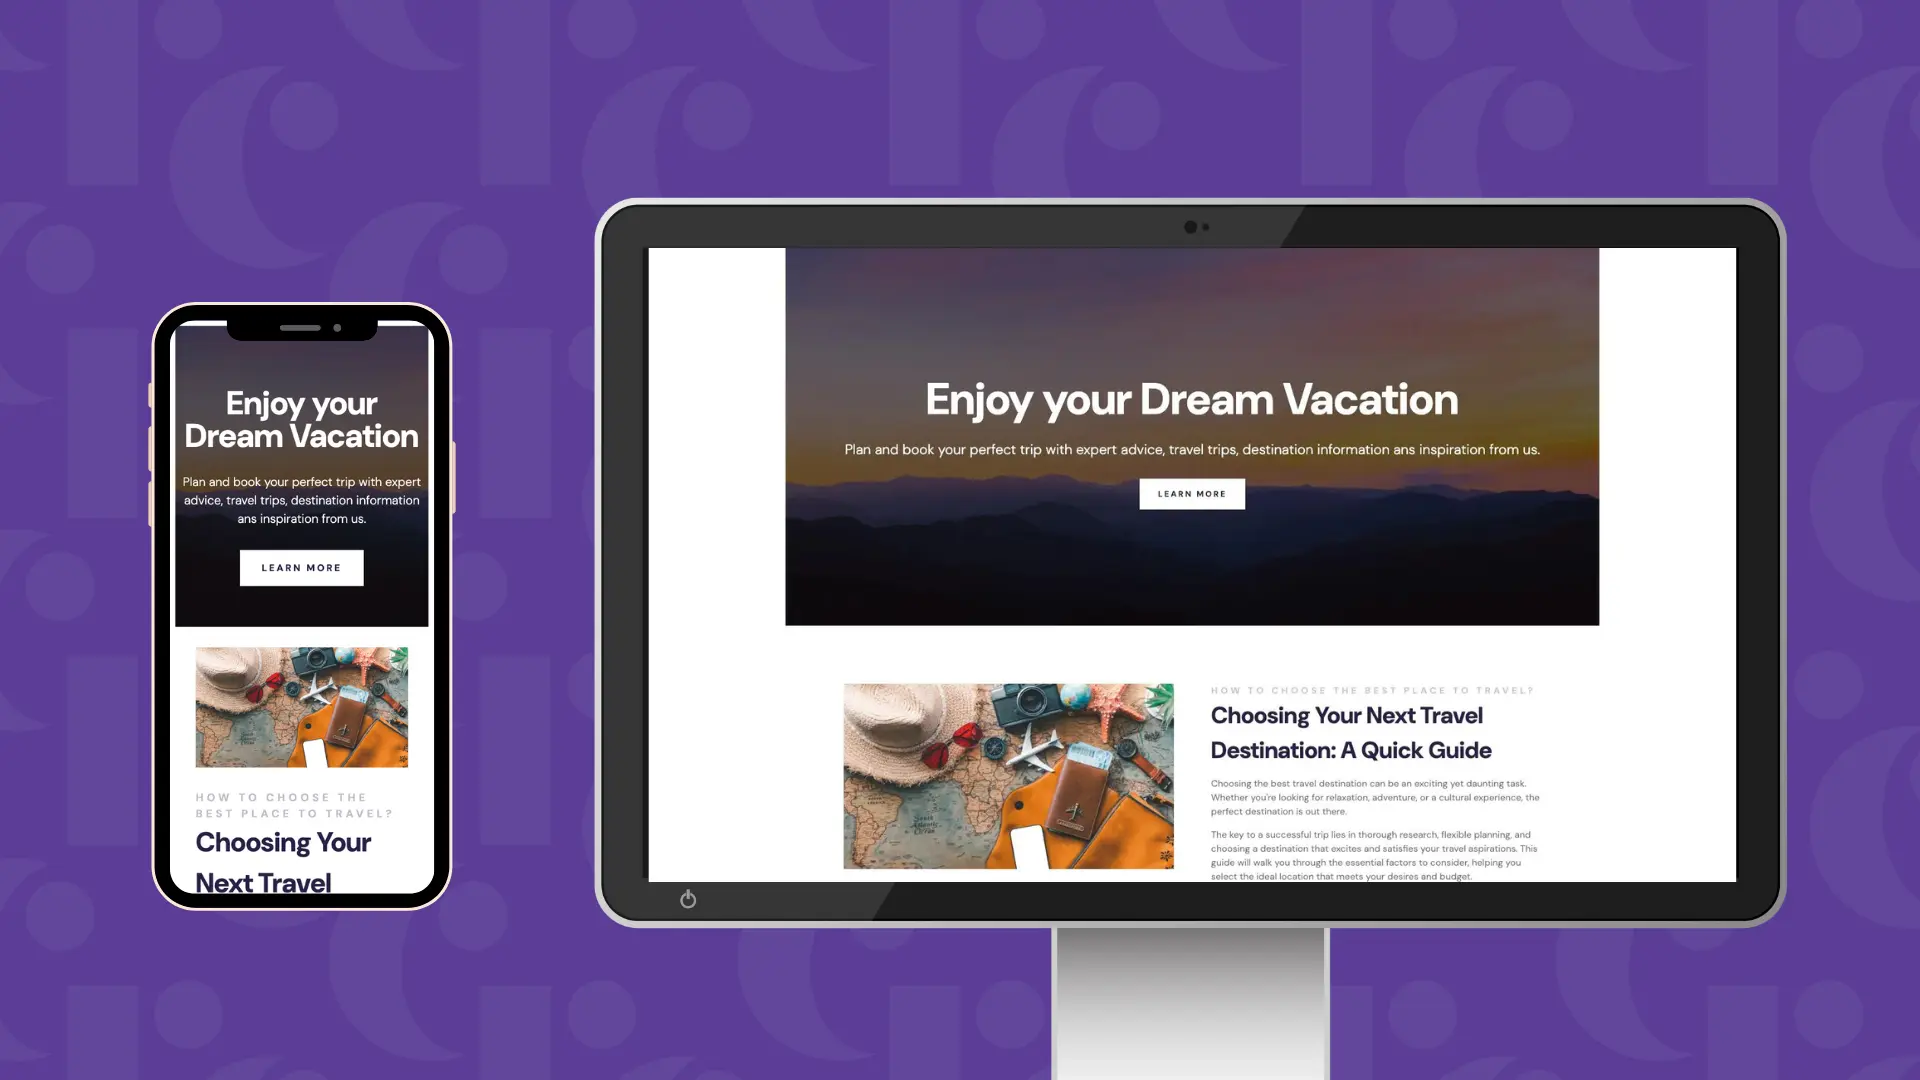 Enjoy your
Dream Vacation
Plan and book your perfect trip with expert
advice, travel trips, destination information
ans inspiration from us.
LEARN MORE
HOW TO CHOOSE THE
BEST PLACE TO TRAVEL?
Choosing Your
Next Travel
Enjoy your Dream Vacation
Plan and book your perfect trip with expert advice, travel trips, destination information ans inspiration from us.
LEARN MORE
South
Atlantic
Ocean
HOW TO CHOOSE THE BEST PLACE TO TRAVEL?
Choosing Your Next Travel
Destination: A Quick Guide
Choosing the best travel destination can be an exciting yet daunting task.
Whether you're looking for relaxation, adventure, or a cultural experience, the
perfect destination is out there.
The key to a successful trip lies in thorough research, flexible planning, and
choosing a destination that excites and satisfies your travel aspirations. This
guide will walk you through the essential factors to consider, helping you
select the ideal location that meets your desires and budget.